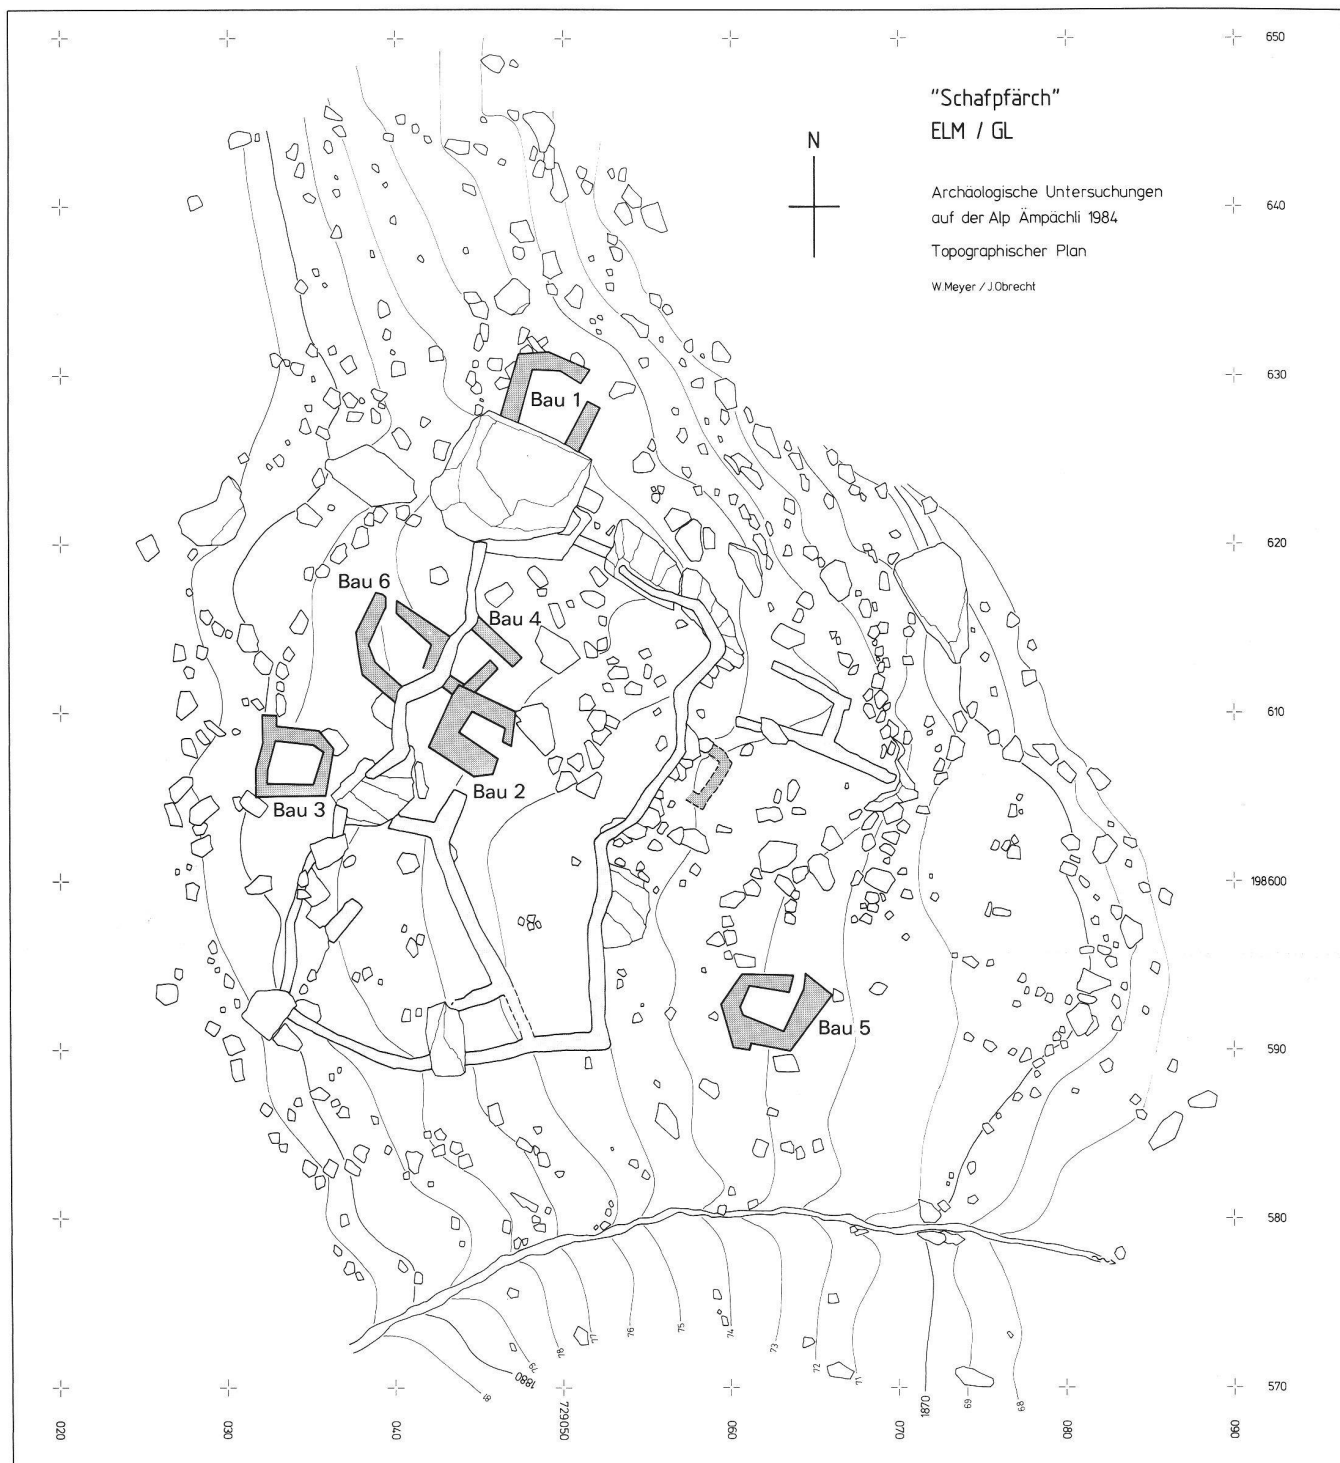 650
"Schafpfärch"
ELM / GL
N
Archäologische Untersuchungen
auf der Alp Ämpächli 1984
640
Topographischer Plan
W.Meyer / J.Obrecht
630
Bau 1
620
Bau 6
Bau 4
610
Bau 2
Bau 3
198600
Bau 5
590
580
81
1880
79
78
77
76
75
74
73
72
71
1870
69
68
570
020
030
040
729050
060
070
080
060